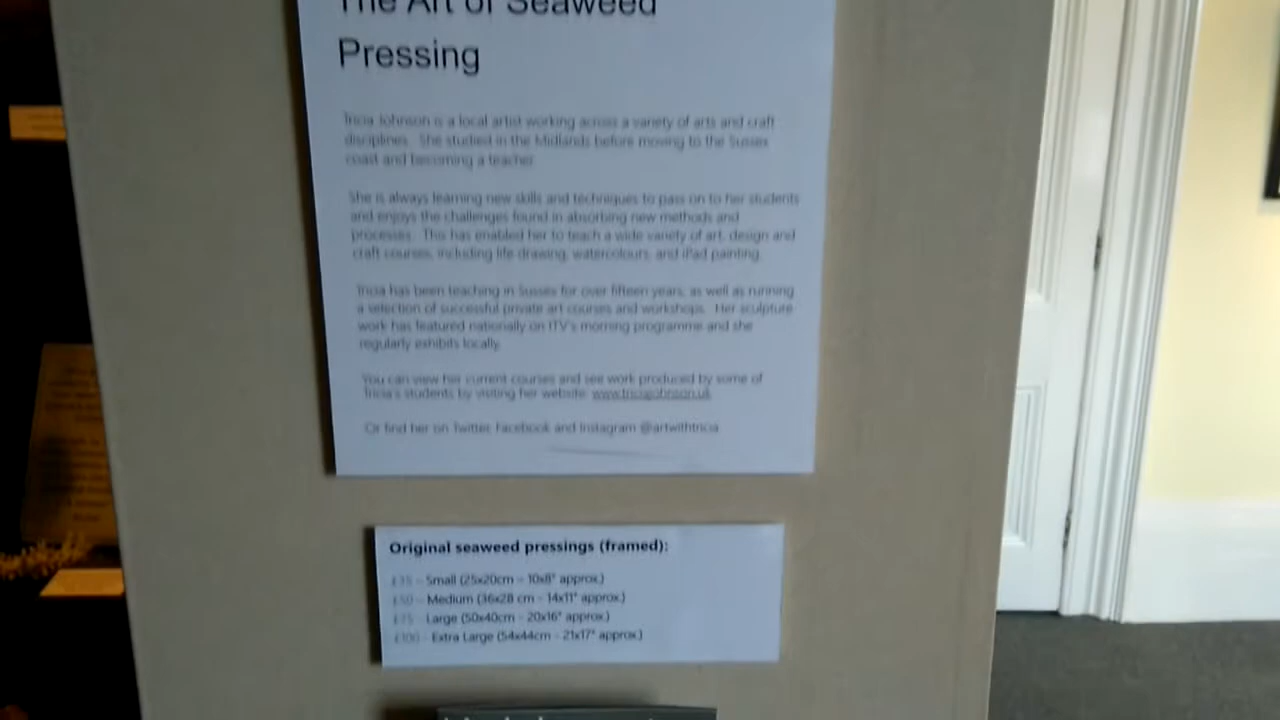 The Art of Seaweed
Pressing
Tricia Johnson is a local artist working across a variety of arts and craft
disciplines. She studied in the Midlands before moving to the Sussex
coast and becoming a teacher.
She is always learning new skills and techniques to pass on to her students
and enjoys the challenges found in absorbing new methods and
processes. This has enabled her to teach a wide variety of art, design and
craft courses, including life drawing, watercolours, and iPad painting.
Tricia has been teaching in Sussex for over fifteen years, as well as running
a selection of successful private art courses and workshops. Her sculpture
work has featured nationally on ITV's morning programme and she
regularly exhibits locally.
You can view her current courses and see work produced by some of
Tricia's students by visiting her website: www.triciajohnson.uk
Or find her on Twitter, Facebook and Instagram @artwithtricia
Original seaweed pressings (framed):
£35 - Small (25x20cm - 10x8" approx.)
£50 - Medium (36x28 cm - 14x11" approx.)
£75 - Large (50x40cm - 20x16" approx.)
£100 - Extra Large (54x44cm - 21x17" approx.)